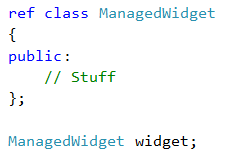 ref class ManagedWidget
{
public:
    // Stuff
};

ManagedWidget widget;